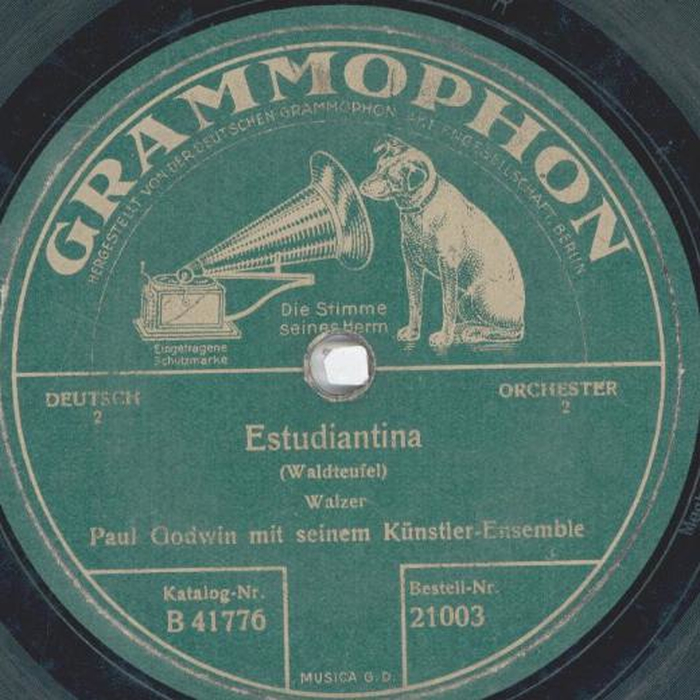 GRAMMOPHON
HERGESTELLT VON DER DEUTSCHEN GRAMMOPHON AKTIENGESELLSCHAFT, BERLIN
Die Stimme
seines Herrn
Eingetragene
Schutzmarke
DEUTSCH
2
ORCHESTER
2
Estudiantina
(Waldteufel)
Walzer
Paul Godwin mit seinem Künstler-Ensemble
Katalog-Nr.
B 41776
Bestell-Nr.
21003
MUSICA G.D.